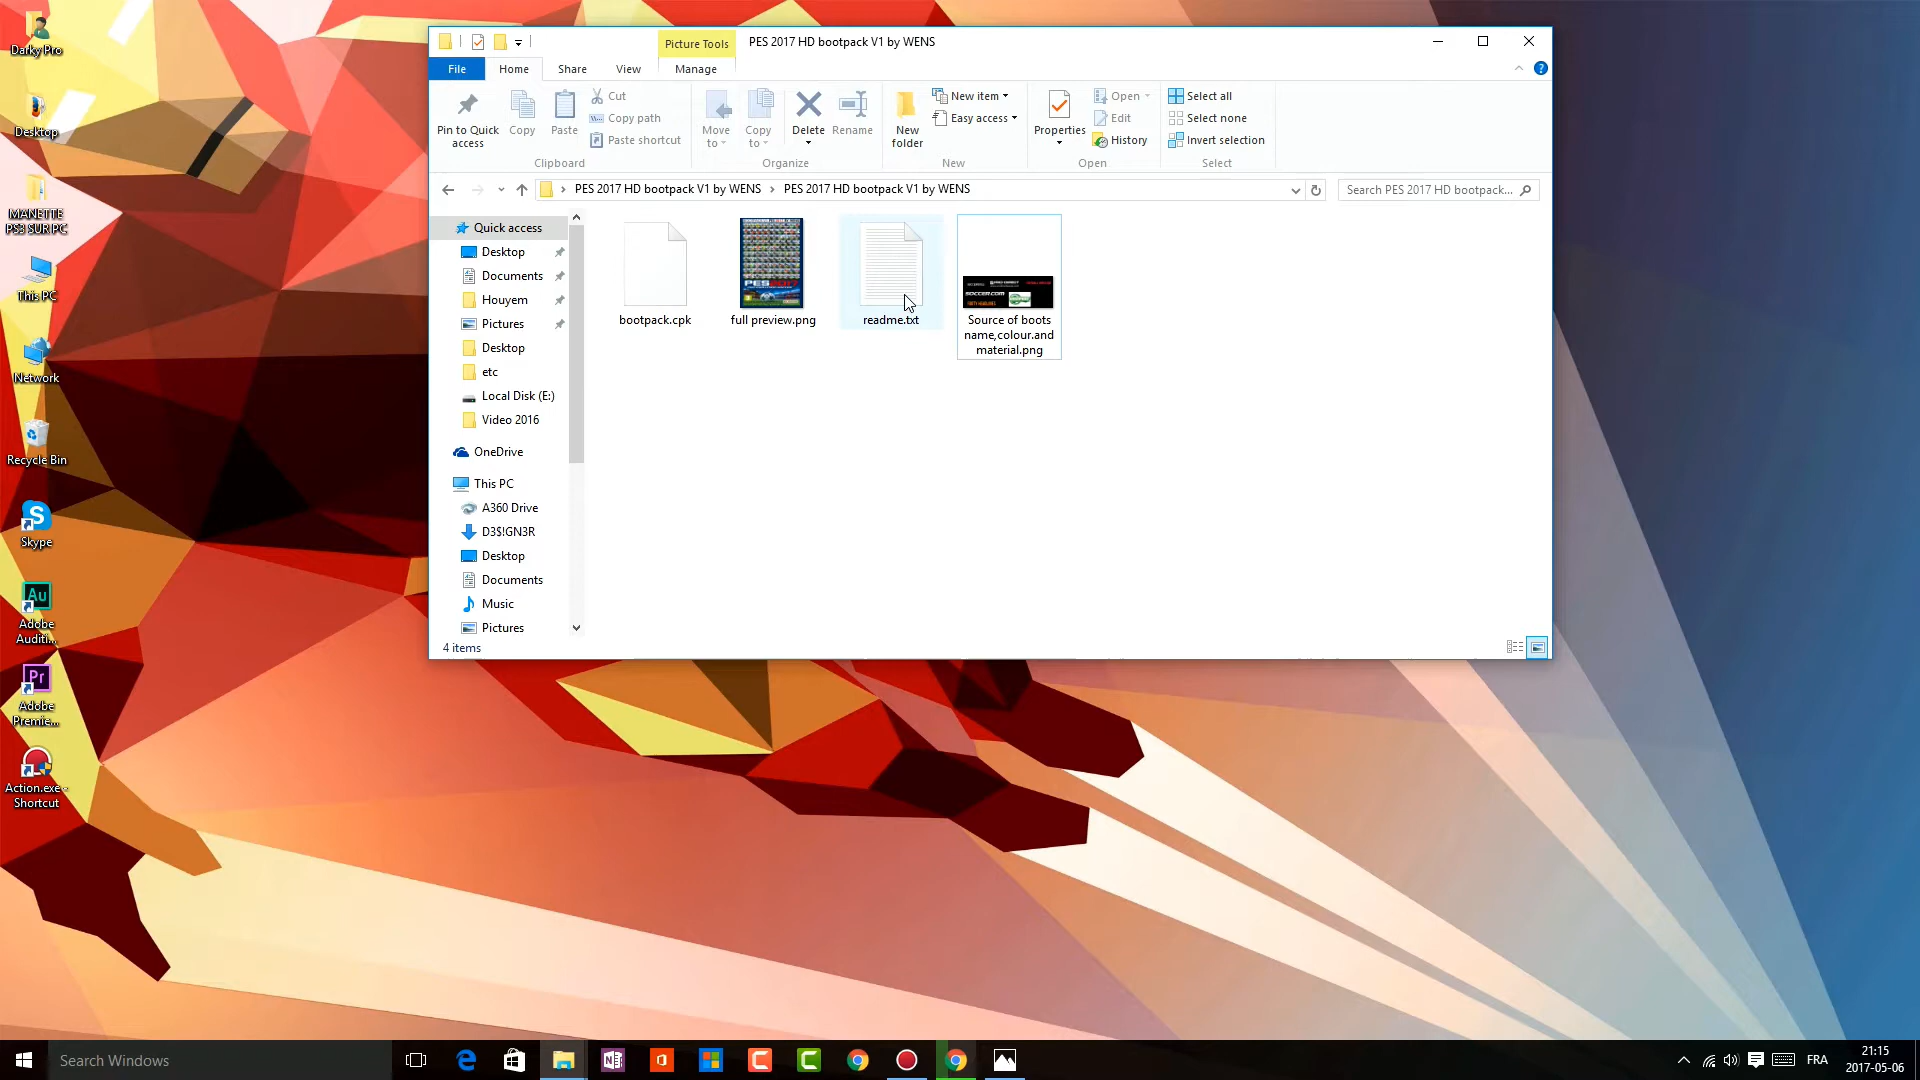 Darky Pro
Desktop
MANETTE
PS3 SUR PC
This PC
Network
Recycle Bin
Skype
Au
Adobe
Auditi...
Pr
Adobe
Premie...
Action.exe -
Shortcut
Picture Tools
PES 2017 HD bootpack V1 by WENS
File
Home
Share
View
Manage
Pin to Quick
access
Copy
Paste
Cut
Copy path
Paste shortcut
Clipboard
Move
to
Copy
to
Delete
Rename
Organize
New
folder
New item
Easy access
New
Properties
Open
Edit
History
Open
Select all
Select none
Invert selection
Select
PES 2017 HD bootpack V1 by WENS
PES 2017 HD bootpack V1 by WENS
Search PES 2017 HD bootpack...
Quick access
Desktop
Documents
Houyem
Pictures
Desktop
etc
Local Disk (E:)
Video 2016
OneDrive
This PC
A360 Drive
D3$!GN3R
Desktop
Documents
Music
Pictures
bootpack.cpk
PES2017
full preview.png
readme.txt
SOCCER.COM
Source of boots
name,colour.and
material.png
4 items
Search Windows
FRA
21:15
2017-05-06